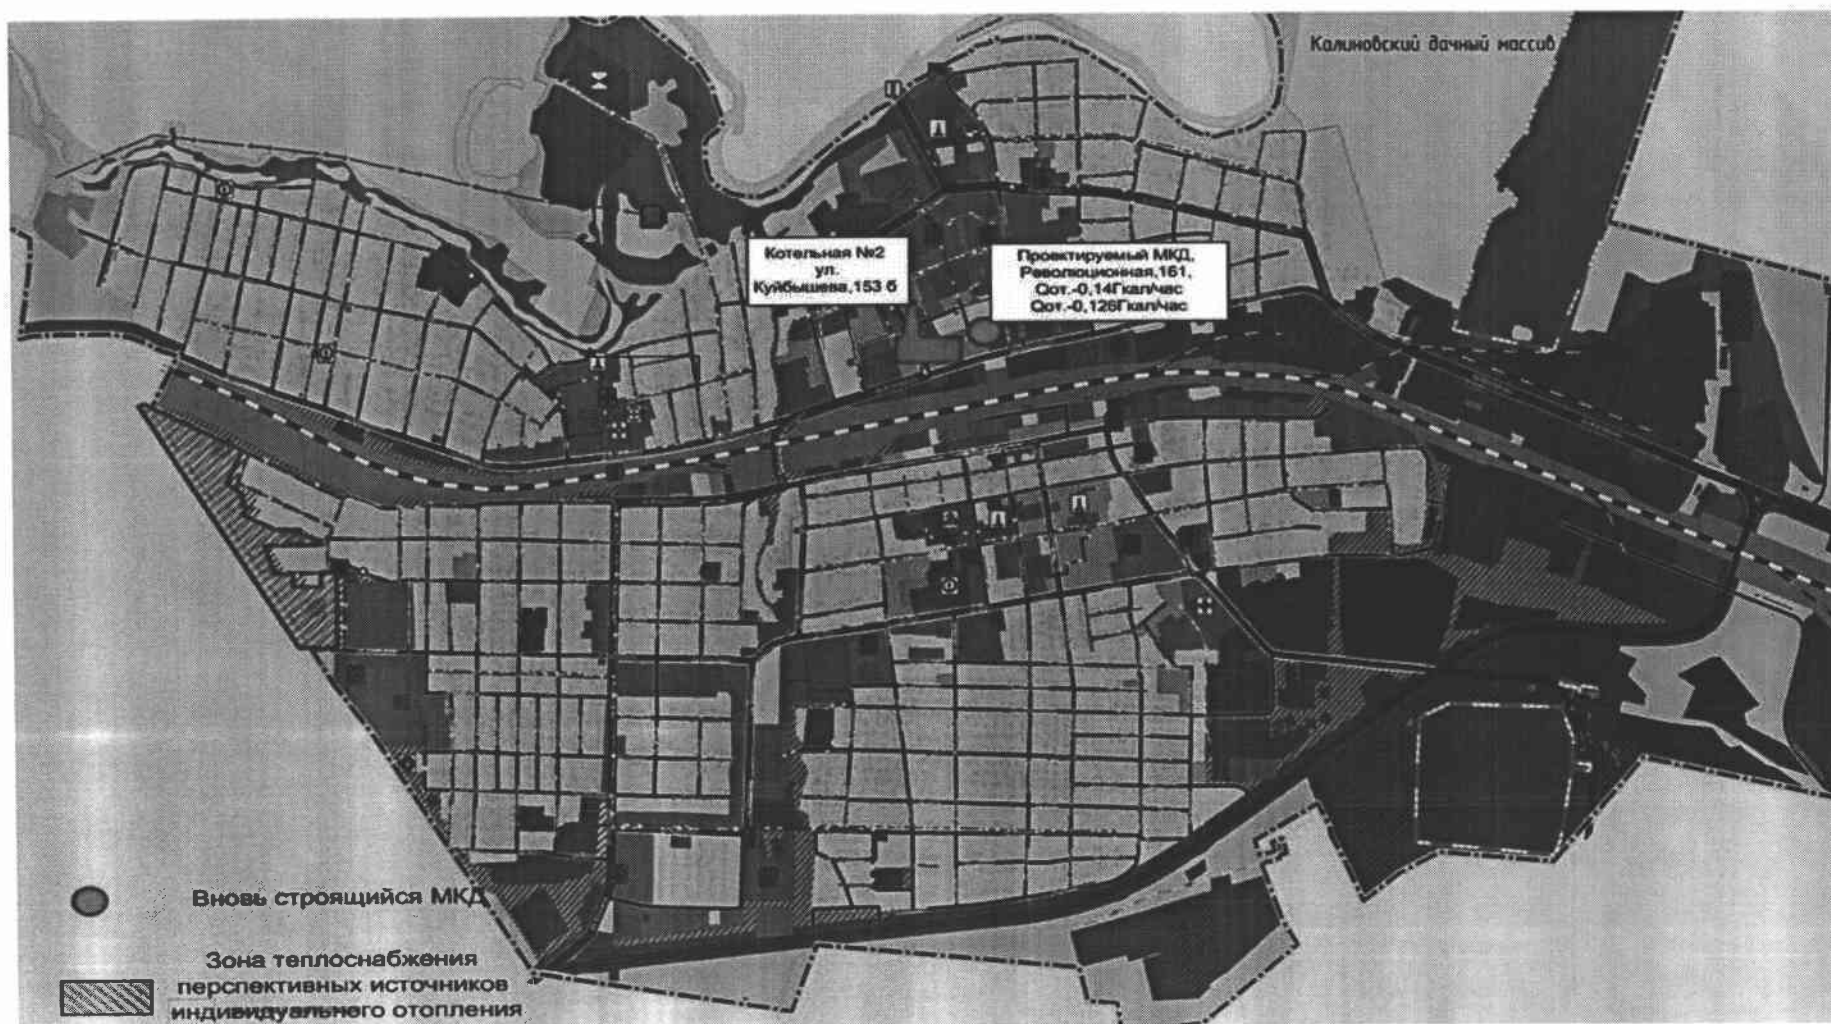 Калиновский дачный массив
Котельная №2
ул.
Куйбышева,153 б
Проектируемый МКД,
Революционная,161,
Qот.-0,14Гкал/час
Qот.-0,126Гкал/час
Вновь строящийся МКД
Зона теплоснабжения
перспективных источников
индивидуального отопления